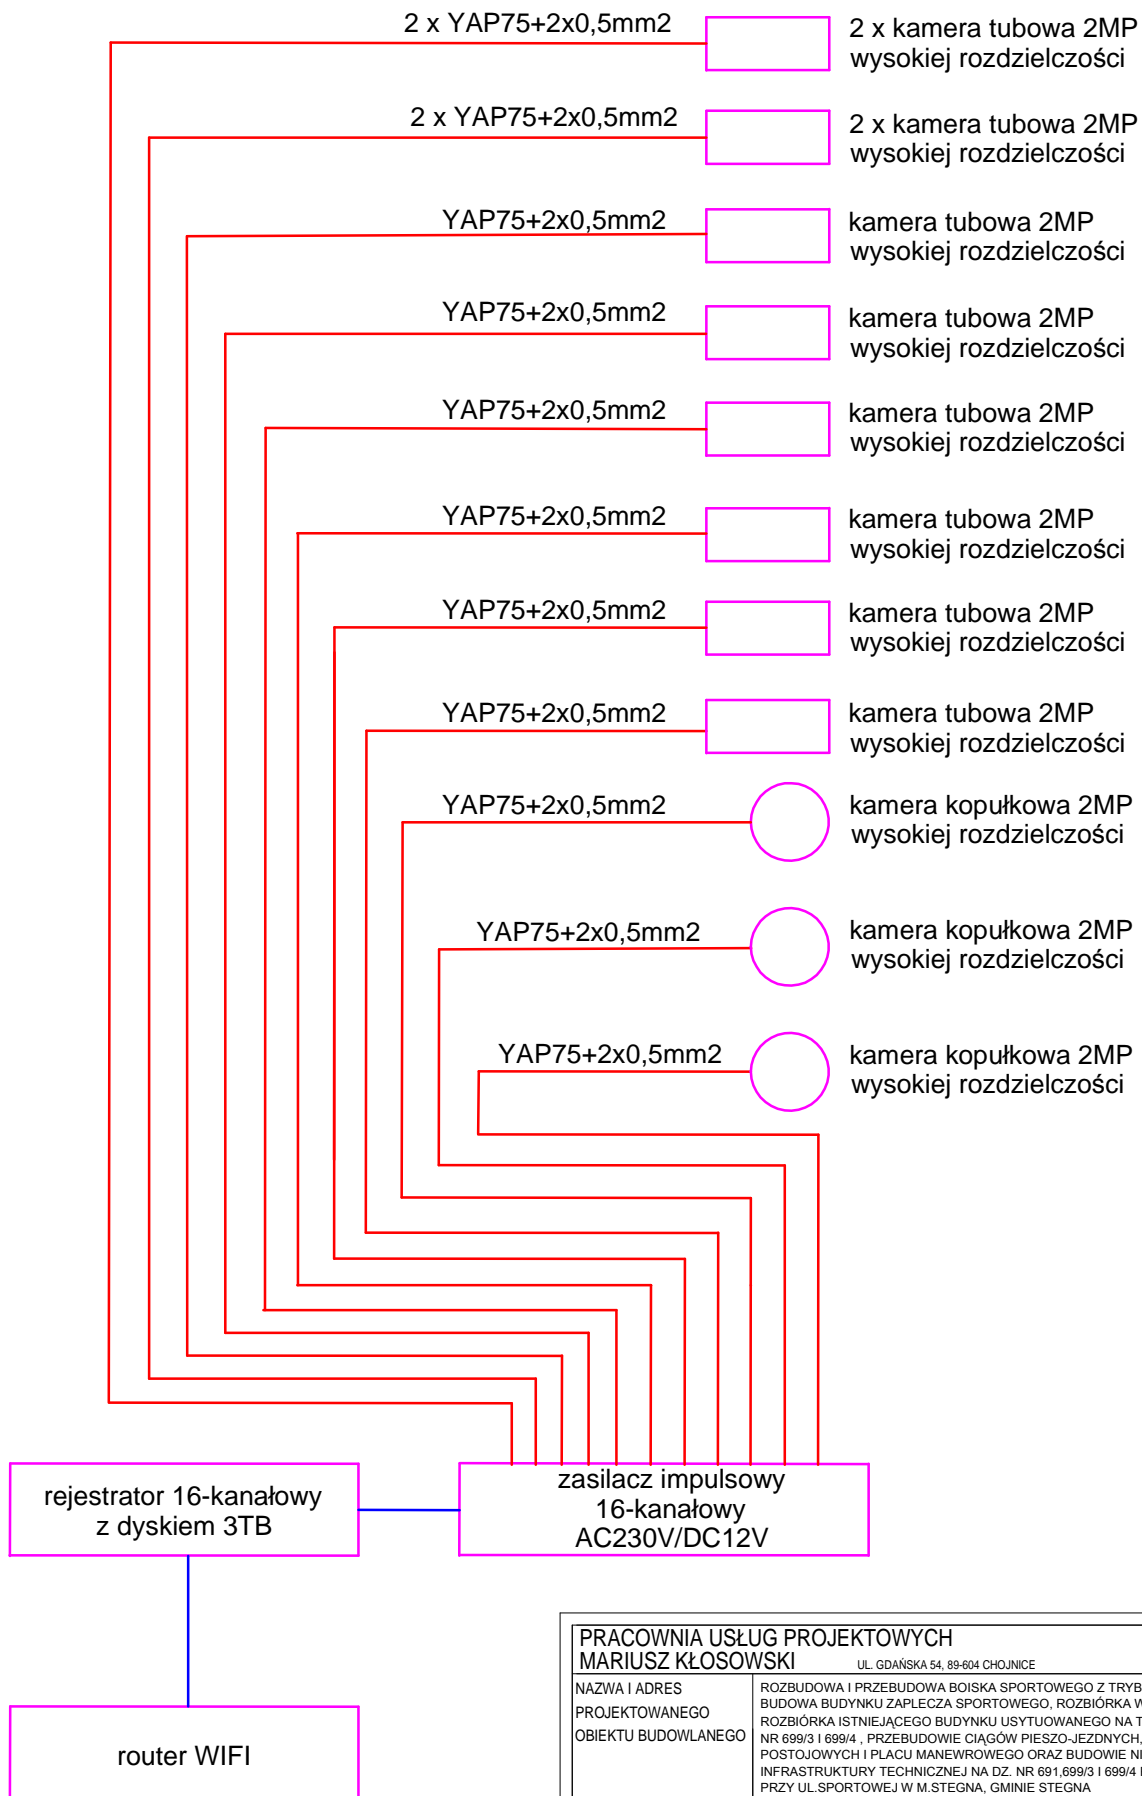 2 x YAP75+2x0,5mm2
2 x kamera tubowa 2MP
wysokiej rozdzielczości
2 x YAP75+2x0,5mm2
2 x kamera tubowa 2MP
wysokiej rozdzielczości
YAP75+2x0,5mm2
kamera tubowa 2MP
wysokiej rozdzielczości
YAP75+2x0,5mm2
kamera tubowa 2MP
wysokiej rozdzielczości
YAP75+2x0,5mm2
kamera tubowa 2MP
wysokiej rozdzielczości
YAP75+2x0,5mm2
kamera tubowa 2MP
wysokiej rozdzielczości
YAP75+2x0,5mm2
kamera tubowa 2MP
wysokiej rozdzielczości
YAP75+2x0,5mm2
kamera tubowa 2MP
wysokiej rozdzielczości
YAP75+2x0,5mm2
kamera kopułkowa 2MP
wysokiej rozdzielczości
YAP75+2x0,5mm2
kamera kopułkowa 2MP
wysokiej rozdzielczości
YAP75+2x0,5mm2
kamera kopułkowa 2MP
wysokiej rozdzielczości
rejestrator 16-kanałowy
z dyskiem 3TB
zasilacz impulsowy
16-kanałowy
AC230V/DC12V
router WIFI
PRACOWNIA USŁUG PROJEKTOWYCH
MARIUSZ KŁOSOWSKI UL. GDAŃSKA 54, 89-604 CHOJNICE
NAZWA I ADRES
PROJEKTOWANEGO
OBIEKTU BUDOWLANEGO
ROZBUDOWA I PRZEBUDOWA BOISKA SPORTOWEGO Z TRYB
BUDOWA BUDYNKU ZAPLECZA SPORTOWEGO, ROZBIÓRKA W
ROZBIÓRKA ISTNIEJĄCEGO BUDYNKU USYTUOWANEGO NA T
NR 699/3 I 699/4 , PRZEBUDOWIE CIĄGÓW PIESZO-JEZDNYCH,
POSTOJOWYCH I PLACU MANEWROWEGO ORAZ BUDOWIE NI
INFRASTRUKTURY TECHNICZNEJ NA DZ. NR 691,699/3 I 699/4
PRZY UL.SPORTOWEJ W M.STEGNA, GMINIE STEGNA